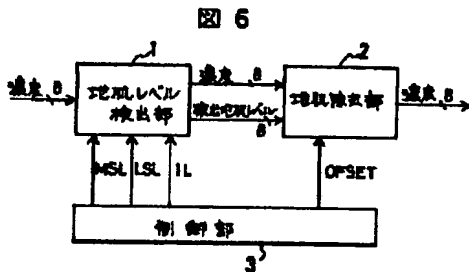 図 6
1
2
濃度 8
地肌レベル
検出部
濃度 8
検出地肌レベル
8
地肌除去部
濃度 8
MSL LSL IL
OFSET
制御部
3